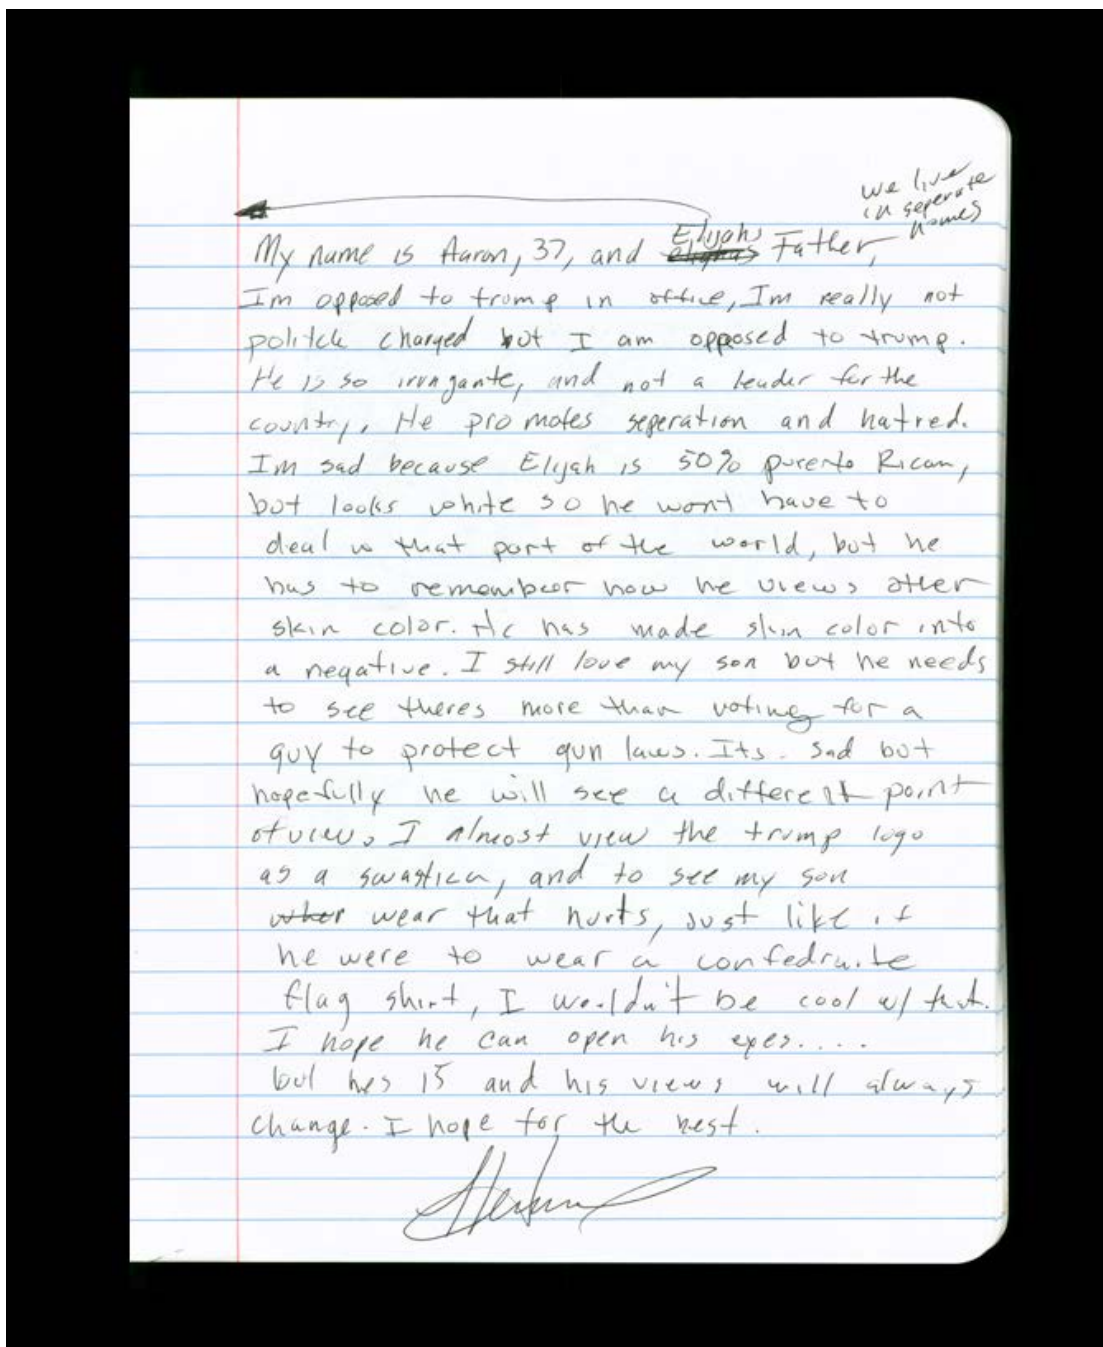 we live
in seperate
homes
My name is Aaron, 37, and Elijahs Father,
Im opposed to trump in office, Im really not
politcle charged but I am opposed to trump.
He is so irrngante, and not a leader for the
country, He promotes seperation and hatred.
Im sad because Elijah is 50% puerto Rican,
but looks white so he wont have to
deal w that part of the world, but he
has to remember how he views other
skin color. He has made skin color into
a negative. I still love my son but he needs
to see theres more than voting for a
guy to protect gun laws. Its. sad but
hopefully he will see a different point
of view. I almost view the trump logo
as a swastica, and to see my son
wear that hurts, Just like if
he were to wear a confedraite
flag shirt, I wouldn't be cool w/ that.
I hope he can open his eyes....
but hes 15 and his views will always
change. I hope for the best.